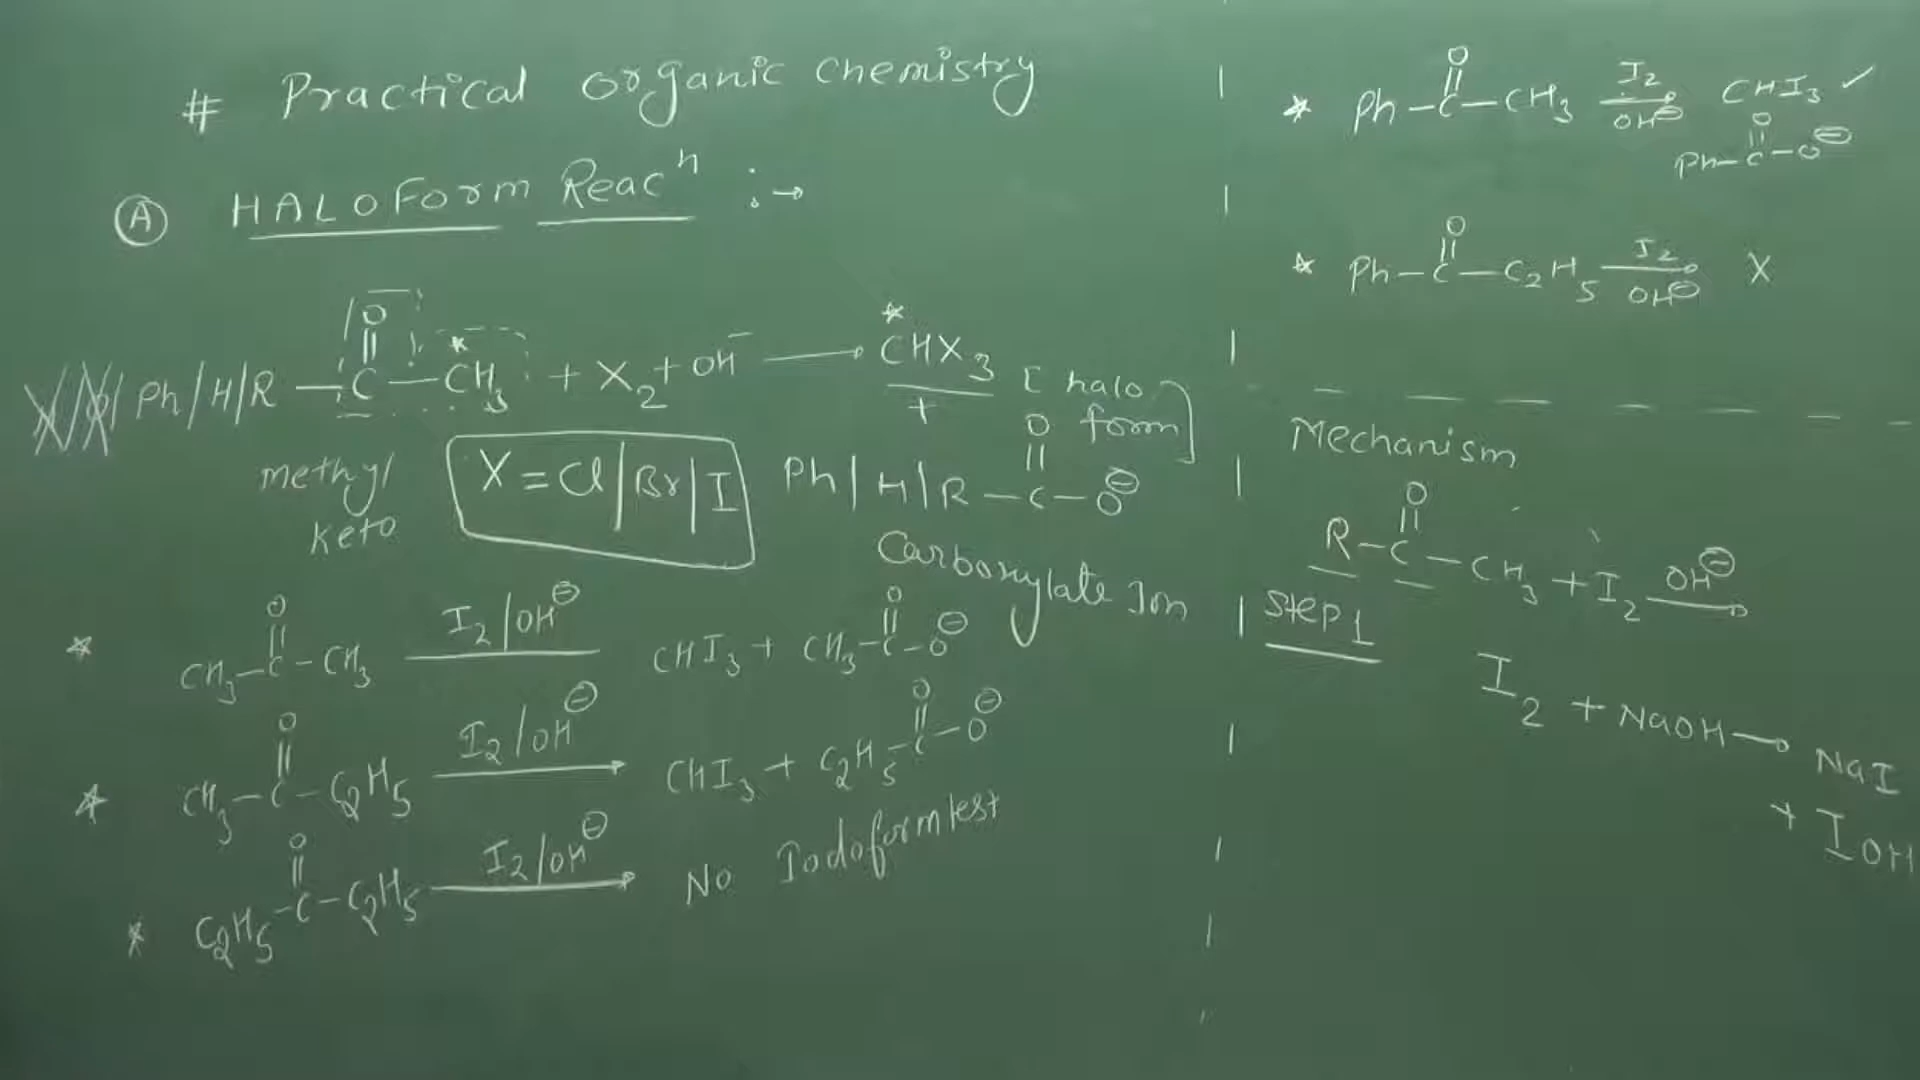 # Practical organic chemistry
Ⓐ HALOFORM Reacⁿ :→
O
||
Ph/H/R —C—CH₃ + X₂ + OH⁻ → CHX₃ [halo form]
+
methyl keto
X = Cl|Br|I
O
||
Ph|H|R—C—O⊖
Carboxylate Ion
O
||
* CH₃—C—CH₃ I₂/OH⊖ CHI₃ + CH₃—C(=O)—O⊖
O
||
* CH₃—C—C₂H₅ I₂/OH⊖ → CHI₃ + C₂H₅—C(=O)—O⊖
O
||
* C₂H₅—C—C₂H₅ I₂/OH⊖ → No Iodoform test
O
||
* Ph—C—CH₃ I₂/OH⊖ → CHI₃ ✓
O
||
Ph—C—O⊖
O
||
* Ph—C—C₂H₅ I₂/OH⊖ → X
Mechanism
O
||
R—C—CH₃ + I₂ OH⊖ →
Step 1
I₂ + NaOH → NaI
+ IOH